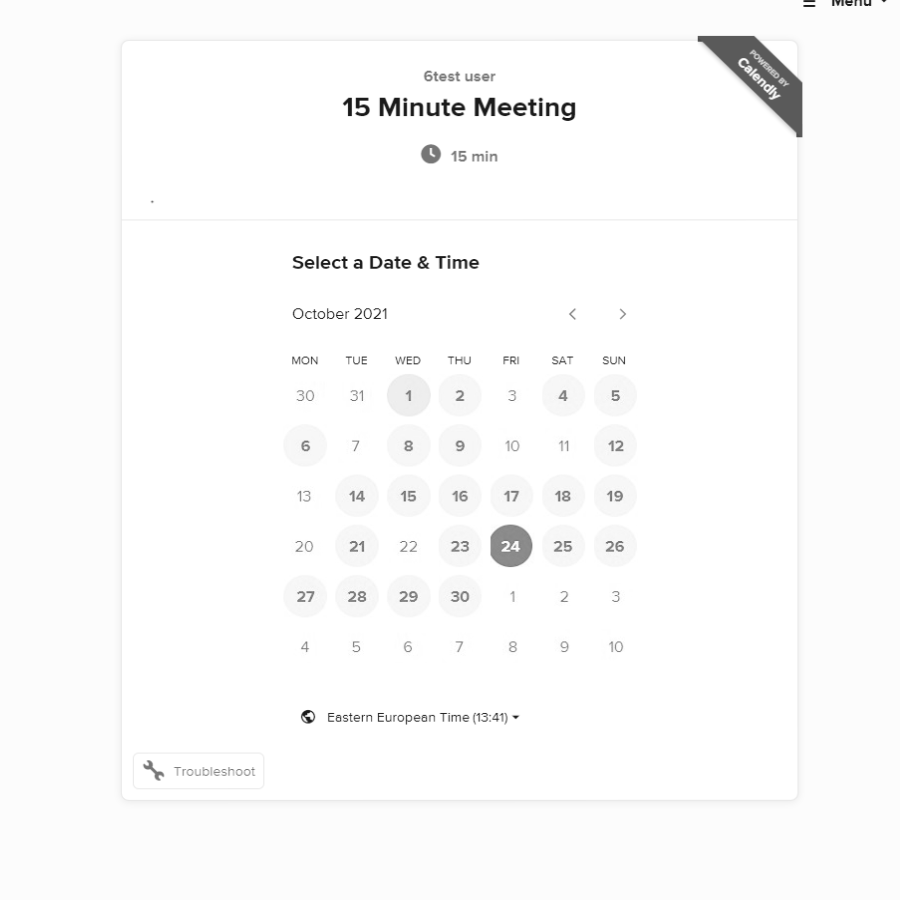 Menu
POWERED BY
Calendly
6test user
15 Minute Meeting
15 min
.
Select a Date & Time
October 2021
MON TUE WED THU FRI SAT SUN
30 31 1 2 3 4 5
6 7 8 9 10 11 12
13 14 15 16 17 18 19
20 21 22 23 24 25 26
27 28 29 30 1 2 3
4 5 6 7 8 9 10
Eastern European Time (13:41)
Troubleshoot